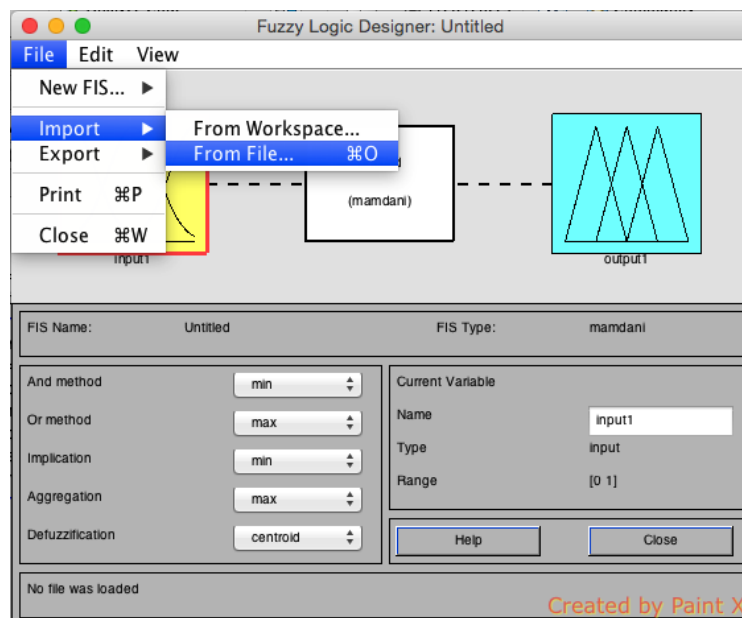 Fuzzy Logic Designer: Untitled
File Edit View
New FIS...
Import
From Workspace...
Export
From File... ⌘O
Print ⌘P
(mamdani)
Close ⌘W
input1
output1
FIS Name: Untitled FIS Type: mamdani
And method min
Or method max
Implication min
Aggregation max
Defuzzification centroid
Current Variable
Name input1
Type input
Range [0 1]
Help Close
No file was loaded
Created by Paint X